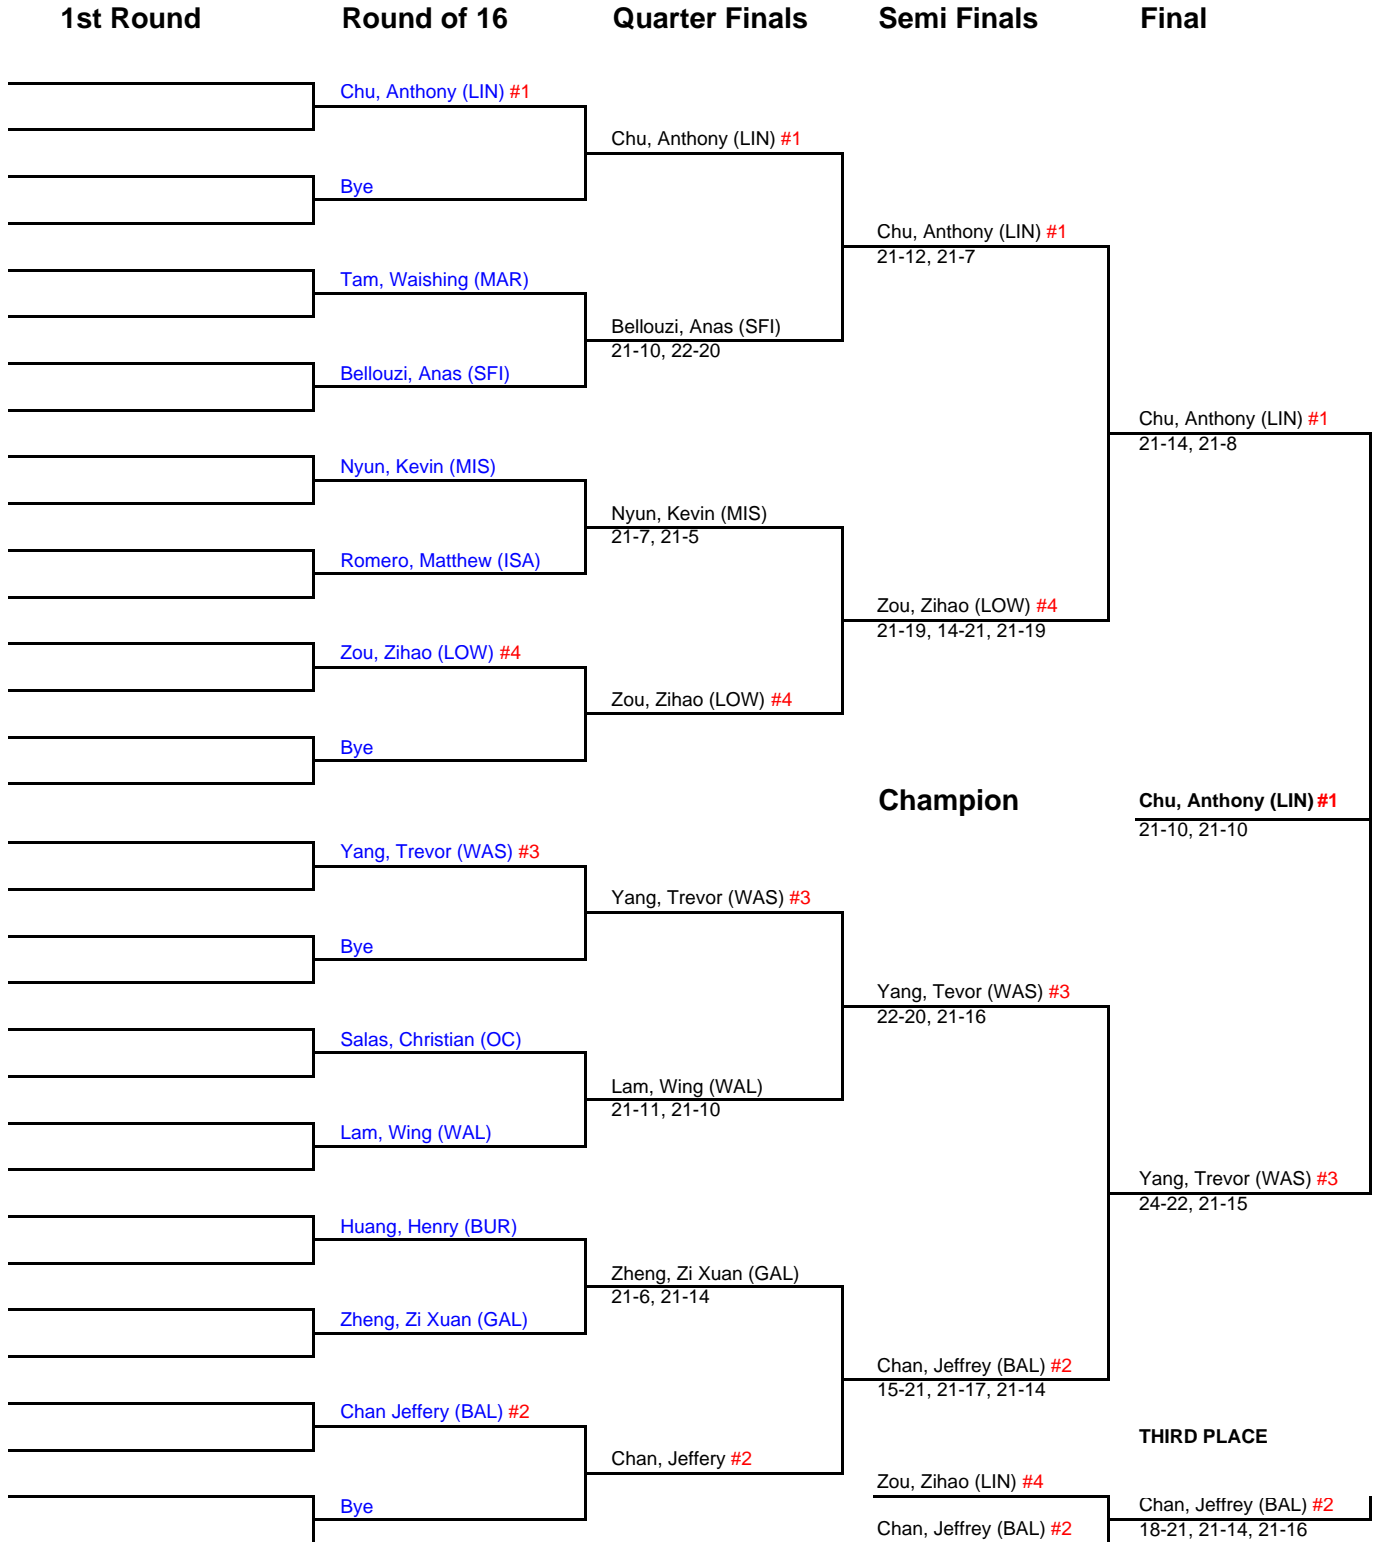 1st Round
Round of 16
Quarter Finals
Semi Finals
Final
Chu, Anthony (LIN) #1
Chu, Anthony (LIN) #1
Bye
Chu, Anthony (LIN) #1
21-12, 21-7
Tam, Waishing (MAR)
Bellouzi, Anas (SFI)
21-10, 22-20
Bellouzi, Anas (SFI)
Chu, Anthony (LIN) #1
21-14, 21-8
Nyun, Kevin (MIS)
Nyun, Kevin (MIS)
21-7, 21-5
Romero, Matthew (ISA)
Zou, Zihao (LOW) #4
21-19, 14-21, 21-19
Zou, Zihao (LOW) #4
Zou, Zihao (LOW) #4
Bye
Champion
Chu, Anthony (LIN) #1
21-10, 21-10
Yang, Trevor (WAS) #3
Yang, Trevor (WAS) #3
Bye
Yang, Tevor (WAS) #3
22-20, 21-16
Salas, Christian (OC)
Lam, Wing (WAL)
21-11, 21-10
Lam, Wing (WAL)
Yang, Trevor (WAS) #3
24-22, 21-15
Huang, Henry (BUR)
Zheng, Zi Xuan (GAL)
21-6, 21-14
Zheng, Zi Xuan (GAL)
Chan, Jeffrey (BAL) #2
15-21, 21-17, 21-14
Chan Jeffery (BAL) #2
THIRD PLACE
Chan, Jeffery #2
Zou, Zihao (LIN) #4
Bye
Chan, Jeffrey (BAL) #2
Chan, Jeffrey (BAL) #2
18-21, 21-14, 21-16